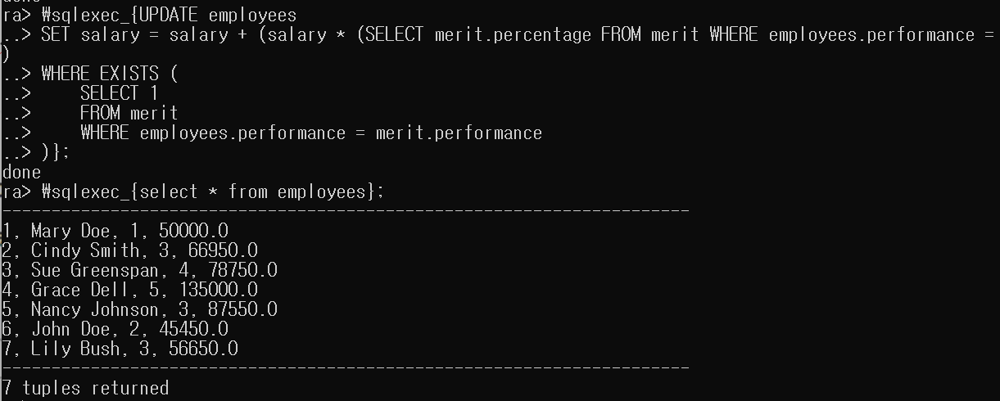 done
ra> ₩sqlexec_{UPDATE employees
..> SET salary = salary + (salary * (SELECT merit.percentage FROM merit WHERE employees.performance =
)
..> WHERE EXISTS (
..>     SELECT 1
..>     FROM merit
..>     WHERE employees.performance = merit.performance
..> )};
done
ra> ₩sqlexec_{select * from employees};
----------------------------------------------------------------------
1, Mary Doe, 1, 50000.0
2, Cindy Smith, 3, 66950.0
3, Sue Greenspan, 4, 78750.0
4, Grace Dell, 5, 135000.0
5, Nancy Johnson, 3, 87550.0
6, John Doe, 2, 45450.0
7, Lily Bush, 3, 56650.0
----------------------------------------------------------------------
7 tuples returned